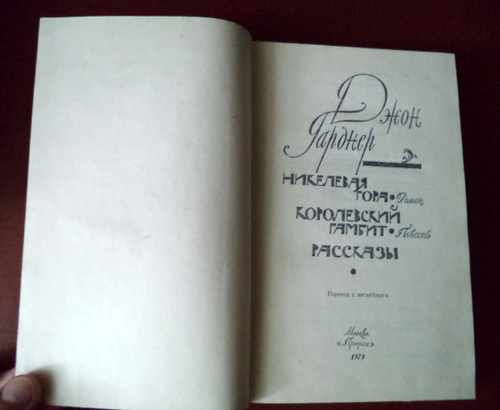 Джон
Гарднер
НИКЕЛЕВАЯ
ГОРА • Роман
КОРОЛЕВСКИЙ
ГАМБИТ • Повесть
РАССКАЗЫ
•
Перевод с английского
Москва
«Прогресс»
1979